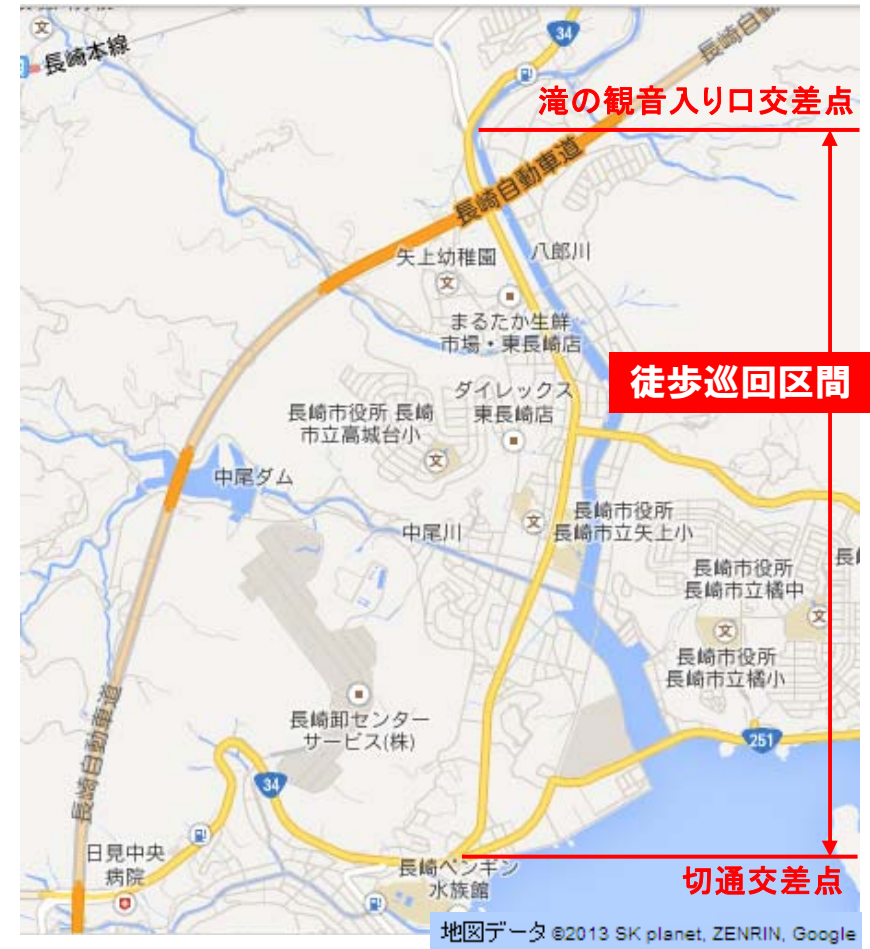 文
34
長崎本線
長崎自動
滝の観音入り口交差点
長崎自動車道
矢上幼稚園
八郎川
文
まるたか生鮮
市場・東長崎店
徒歩巡回区間
ダイレックス
東長崎店
長崎市役所 長崎
市立高城台小
文
中尾ダム
中尾川
文
長崎市役所
長崎市立矢上小
長崎市役所
長崎市立橘中
文
文
長崎市役所
長崎市立橘小
長崎自動車道
長崎卸センター
サービス(株)
251
34
日見中央
病院
長崎ペンギン
水族館
切通交差点
地図データ ©2013 SK planet, ZENRIN, Google